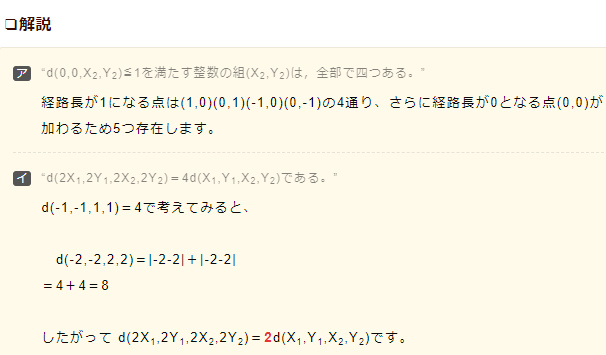 ❏解説
ア “d(0,0,X₂,Y₂)≦1を満たす整数の組(X₂,Y₂)は，全部で四つある。”
経路長が1になる点は(1,0)(0,1)(-1,0)(0,-1)の4通り、さらに経路長が0となる点(0,0)が
加わるため5つ存在します。
イ “d(2X₁,2Y₁,2X₂,2Y₂)＝4d(X₁,Y₁,X₂,Y₂)である。”
d(-1,-1,1,1)＝4で考えてみると、
d(-2,-2,2,2)＝|-2-2|＋|-2-2|
＝4＋4＝8
したがって d(2X₁,2Y₁,2X₂,2Y₂)＝2d(X₁,Y₁,X₂,Y₂)です。